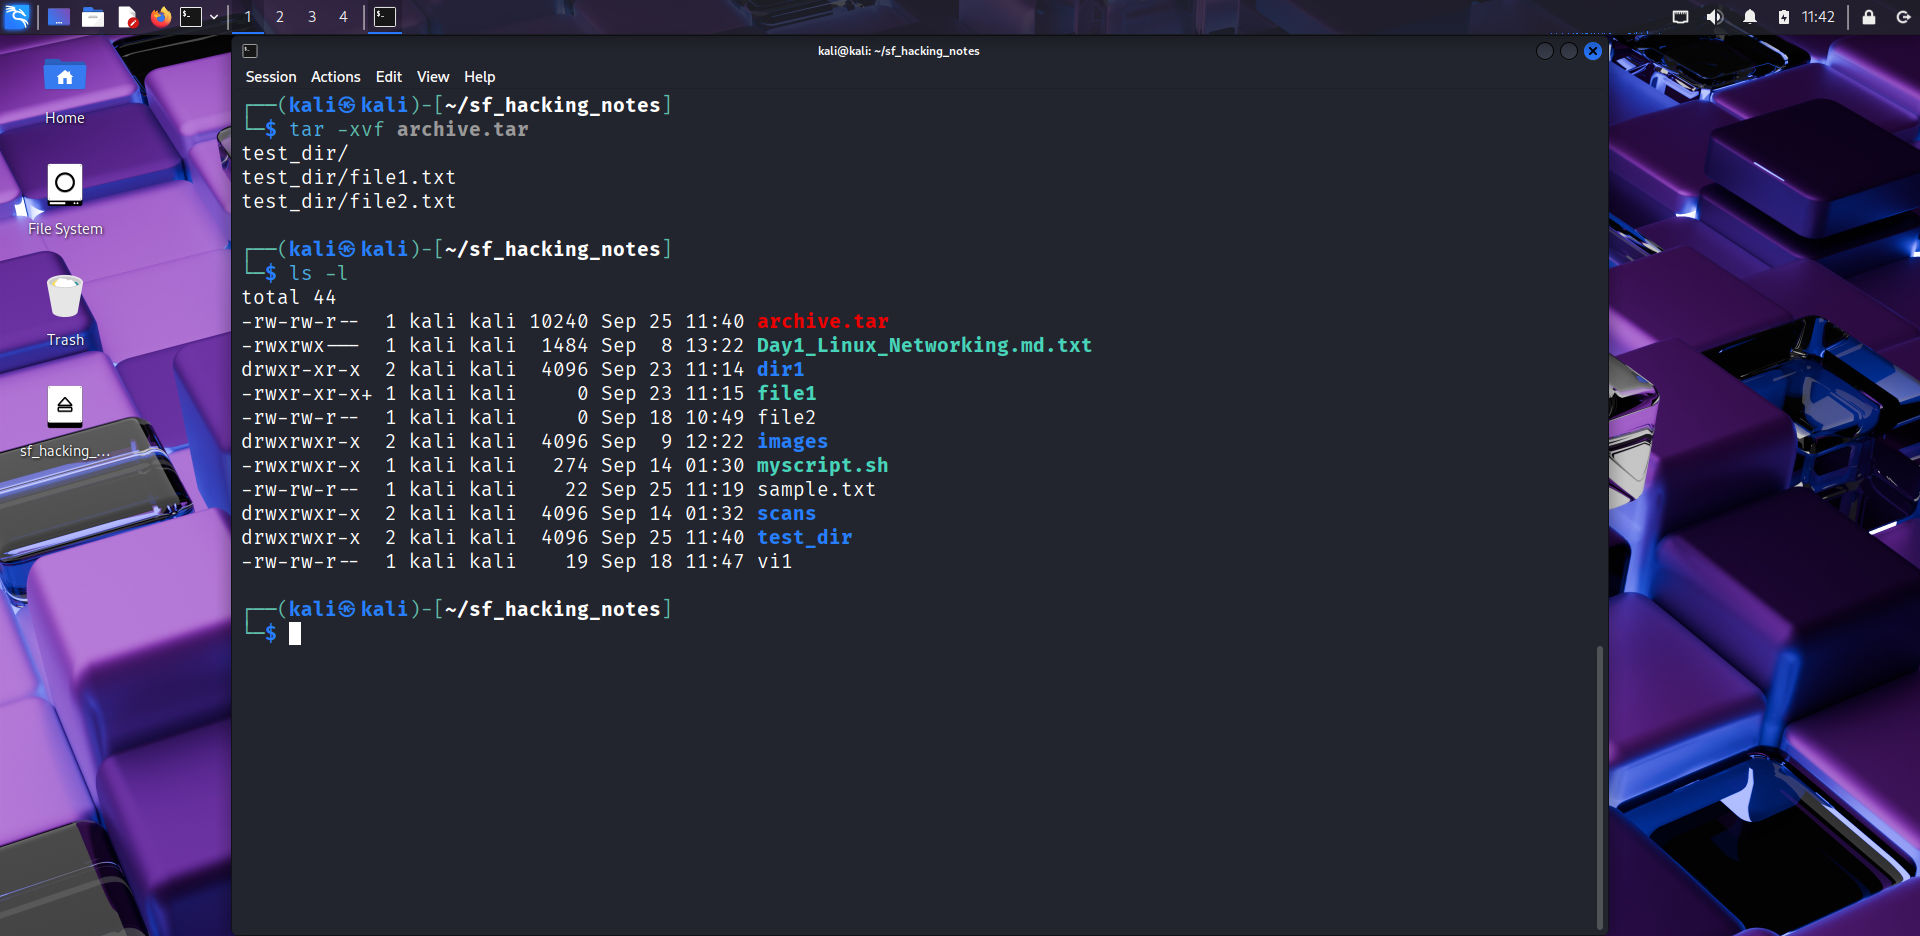 1 2 3 4 11:42
kali@kali: ~/sf_hacking_notes
Session Actions Edit View Help
Home
File System
Trash
sf_hacking_...
┌──(kali㉿kali)-[~/sf_hacking_notes]
└─$ tar -xvf archive.tar
test_dir/
test_dir/file1.txt
test_dir/file2.txt
┌──(kali㉿kali)-[~/sf_hacking_notes]
└─$ ls -l
total 44
-rw-rw-r-- 1 kali kali 10240 Sep 25 11:40 archive.tar
-rwxrwx--- 1 kali kali 1484 Sep 8 13:22 Day1_Linux_Networking.md.txt
drwxr-xr-x 2 kali kali 4096 Sep 23 11:14 dir1
-rwxr-xr-x+ 1 kali kali 0 Sep 23 11:15 file1
-rw-rw-r-- 1 kali kali 0 Sep 18 10:49 file2
drwxrwxr-x 2 kali kali 4096 Sep 9 12:22 images
-rwxrwxr-x 1 kali kali 274 Sep 14 01:30 myscript.sh
-rw-rw-r-- 1 kali kali 22 Sep 25 11:19 sample.txt
drwxrwxr-x 2 kali kali 4096 Sep 14 01:32 scans
drwxrwxr-x 2 kali kali 4096 Sep 25 11:40 test_dir
-rw-rw-r-- 1 kali kali 19 Sep 18 11:47 vi1
┌──(kali㉿kali)-[~/sf_hacking_notes]
└─$